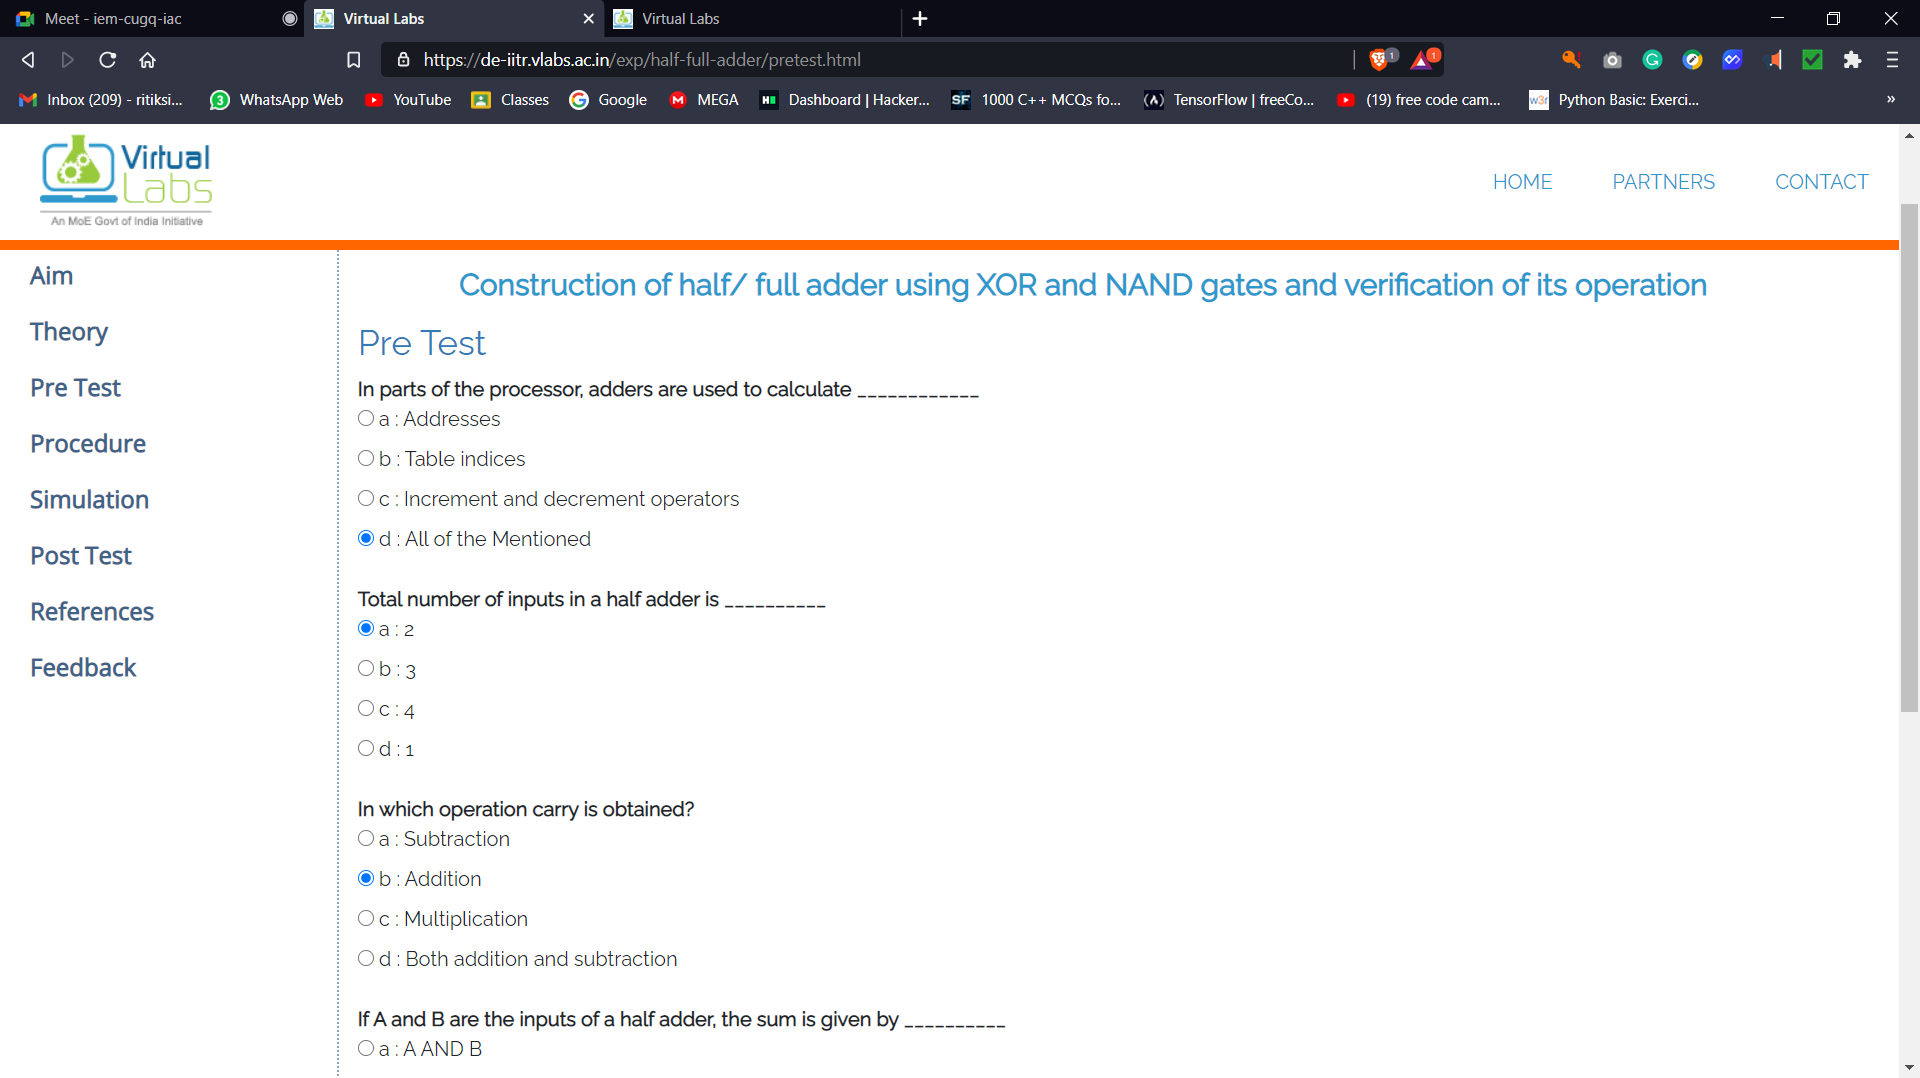 Meet - iem-cugq-iac
Virtual Labs
Virtual Labs
https://de-iitr.vlabs.ac.in/exp/half-full-adder/pretest.html
1
1
Inbox (209) - ritiksi...
3
WhatsApp Web
YouTube
Classes
Google
M
MEGA
Dashboard | Hacker...
SF
1000 C++ MCQs fo...
TensorFlow | freeCo...
(19) free code cam...
w3r
Python Basic: Exerci...
»
Virtual
Labs
An MoE Govt of India Initiative
HOME
PARTNERS
CONTACT
Aim
Theory
Pre Test
Procedure
Simulation
Post Test
References
Feedback
Construction of half/ full adder using XOR and NAND gates and verification of its operation
Pre Test
In parts of the processor, adders are used to calculate ____________
a : Addresses
b : Table indices
c : Increment and decrement operators
d : All of the Mentioned
Total number of inputs in a half adder is __________
a : 2
b : 3
c : 4
d : 1
In which operation carry is obtained?
a : Subtraction
b : Addition
c : Multiplication
d : Both addition and subtraction
If A and B are the inputs of a half adder, the sum is given by __________
a : A AND B